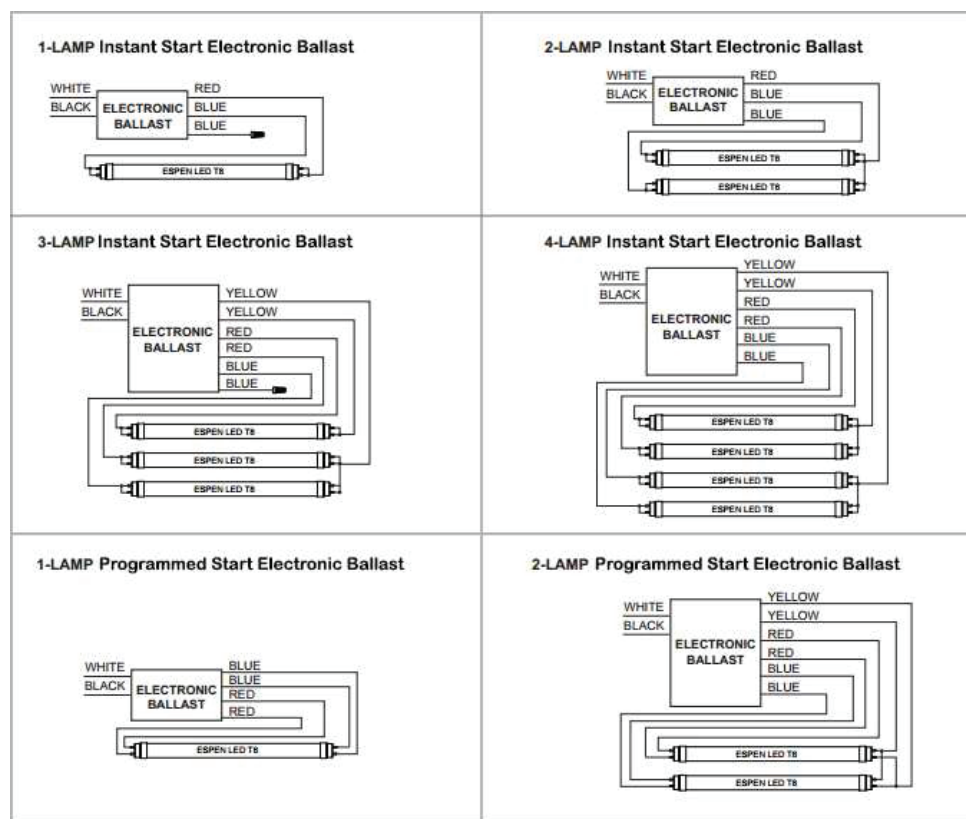 1-LAMP Instant Start Electronic Ballast
WHITE
BLACK
ELECTRONIC
BALLAST
RED
BLUE
BLUE
ESPEN LED T8
2-LAMP Instant Start Electronic Ballast
WHITE
BLACK
ELECTRONIC
BALLAST
RED
BLUE
BLUE
ESPEN LED T8
ESPEN LED T8
3-LAMP Instant Start Electronic Ballast
WHITE
BLACK
ELECTRONIC
BALLAST
YELLOW
YELLOW
RED
RED
BLUE
BLUE
ESPEN LED T8
ESPEN LED T8
ESPEN LED T8
4-LAMP Instant Start Electronic Ballast
WHITE
BLACK
ELECTRONIC
BALLAST
YELLOW
YELLOW
RED
RED
BLUE
BLUE
ESPEN LED T8
ESPEN LED T8
ESPEN LED T8
ESPEN LED T8
1-LAMP Programmed Start Electronic Ballast
WHITE
BLACK
ELECTRONIC
BALLAST
BLUE
BLUE
RED
RED
ESPEN LED T8
2-LAMP Programmed Start Electronic Ballast
WHITE
BLACK
ELECTRONIC
BALLAST
YELLOW
YELLOW
RED
RED
BLUE
BLUE
ESPEN LED T8
ESPEN LED T8